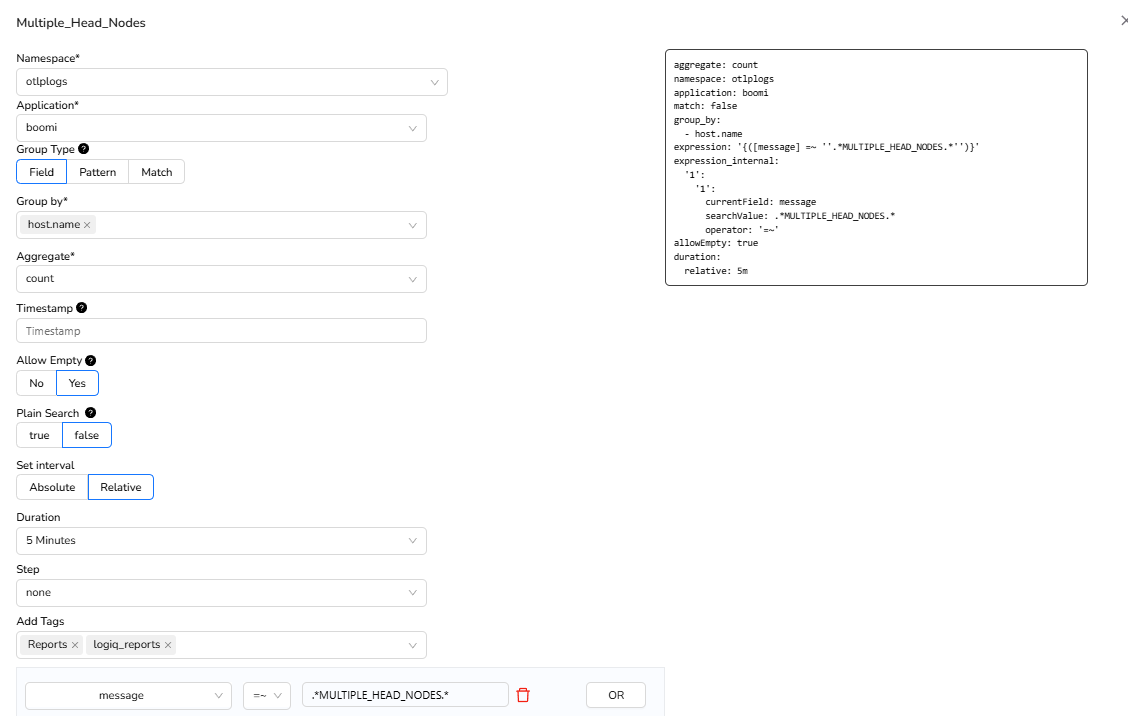 Multiple_Head_Nodes
Namespace*
otlplogs
Application*
boomi
Group Type ?
Field Pattern Match
Group by*
host.name ×
Aggregate*
count
Timestamp ?
Timestamp
Allow Empty ?
No Yes
Plain Search ?
true false
Set interval
Absolute Relative
Duration
5 Minutes
Step
none
Add Tags
Reports × logiq_reports ×
message =~ .*MULTIPLE_HEAD_NODES.* OR
aggregate: count
namespace: otlplogs
application: boomi
match: false
group_by:
  - host.name
expression: '{([message] =~ ''.*MULTIPLE_HEAD_NODES.*'')}'
expression_internal:
  '1':
    '1':
      currentField: message
      searchValue: .*MULTIPLE_HEAD_NODES.*
      operator: '=~'
allowEmpty: true
duration:
  relative: 5m